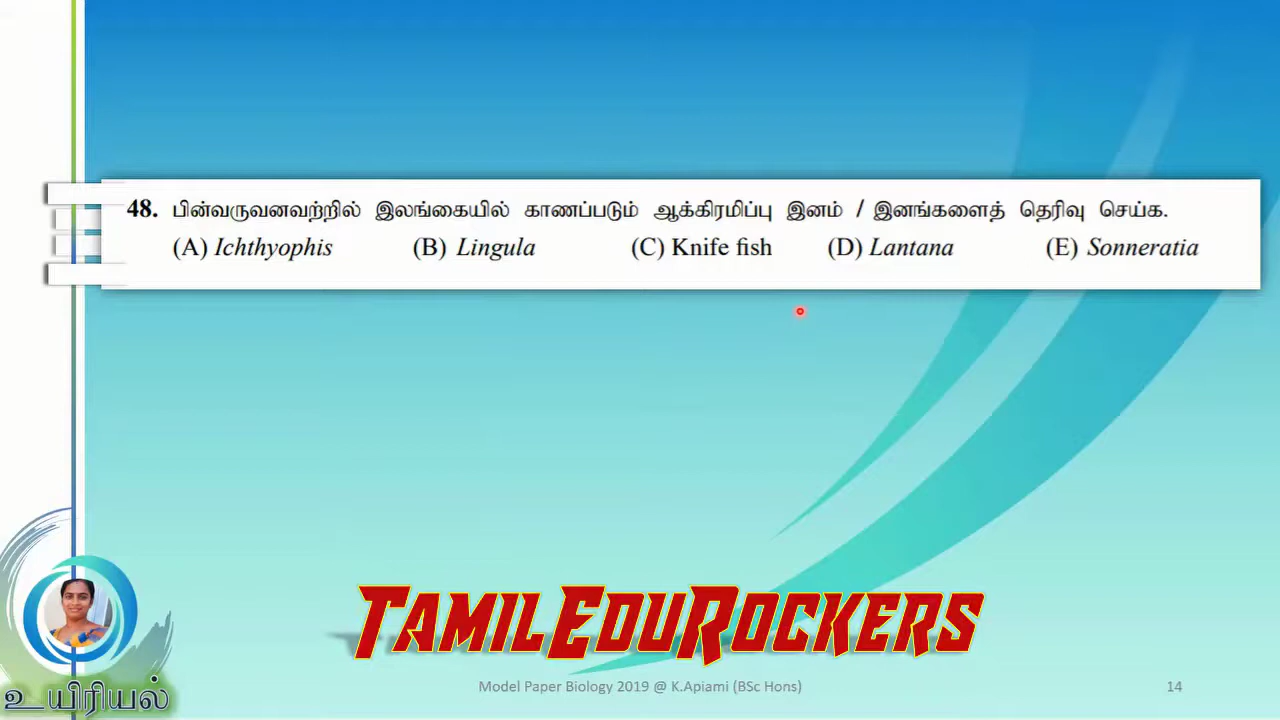 48. பின்வருவனவற்றில் இலங்கையில் காணப்படும் ஆக்கிரமிப்பு இனம் / இனங்களைத் தெரிவு செய்க.
(A) Ichthyophis (B) Lingula (C) Knife fish (D) Lantana (E) Sonneratia
TAMILEDUROCKERS
Model Paper Biology 2019 @ K.Apiami (BSc Hons) 14
உயிரியல்